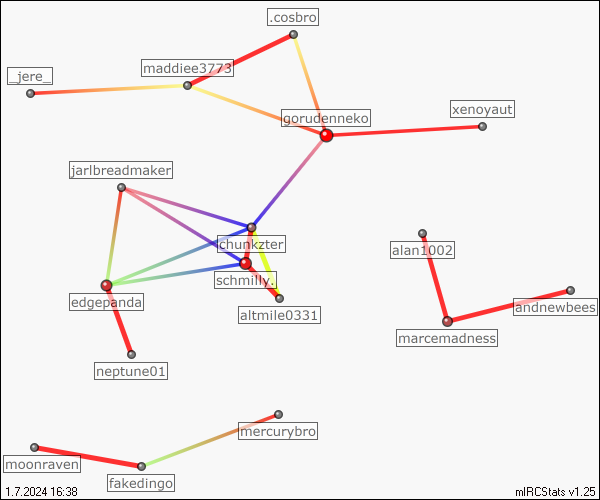 .cosbro
maddiee3773
_jere_
xenoyaut
gorudenneko
jarlbreadmaker
chunkzter
alan1002
schmilly.
edgepanda
andnewbees
altmile0331
marcemadness
neptune01
mercurybro
moonraven
fakedingo
1.7.2024 16:38
mIRCStats v1.25